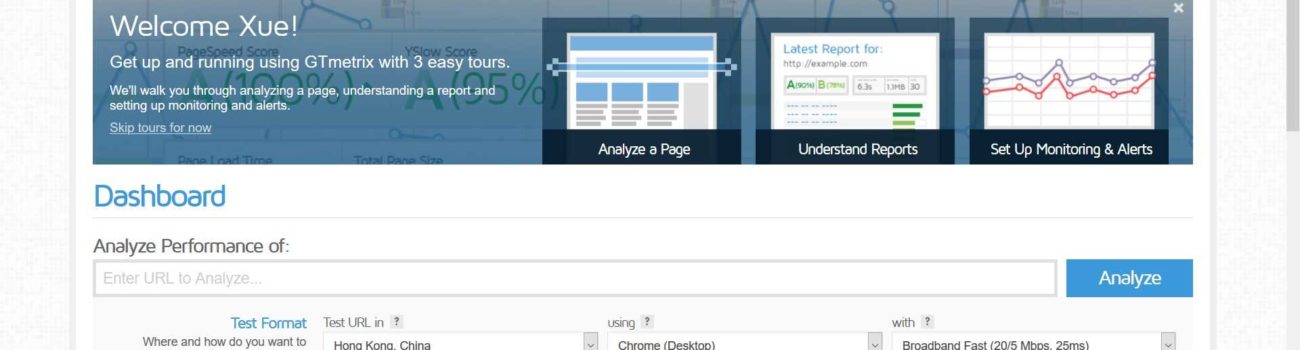 Welcome Xue!
Get up and running using GTmetrix with 3 easy tours.
We'll walk you through analyzing a page, understanding a report and
setting up monitoring and alerts.
Skip tours for now
PageSpeed Score
YSlow Score
A(100%)
A(95%)
Page Load Time
Total Page Size
Analyze a Page
Latest Report for:
http://example.com
A(90%) B(78%) 6.3s 1.1MB 30
Understand Reports
Set Up Monitoring & Alerts
Dashboard
Analyze Performance of:
Enter URL to Analyze...
Analyze
Test Format
Where and how do you want to
Test URL in ?
Hong Kong, China
using ?
Chrome (Desktop)
with ?
Broadband Fast (20/5 Mbps, 25ms)